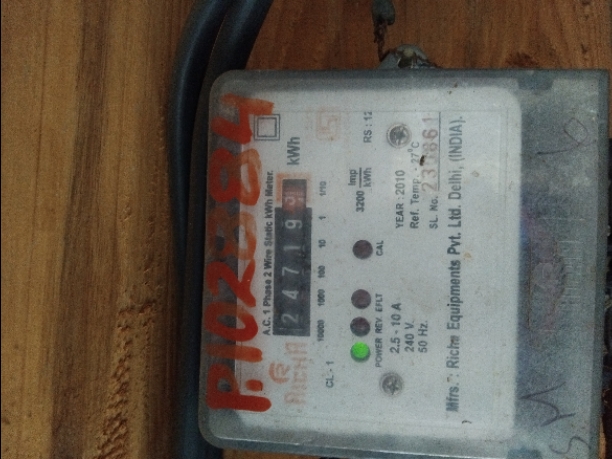 P.102884
A.C. 1 Phase 2 Wire Static kWh Meter.
RICHA
2 4 7 1 9 kWh
10000 1000 100 10 1 1/10
CL.-1
3200 Imp/kWh
RS : 12
POWER REV. EFLT CAL
2.5 - 10 A
240 V.
50 Hz.
YEAR : 2010
Ref. Temp. - 27°C
SL. No.
Mfrs. : Riche Equipments Pvt. Ltd. Delhi, (INDIA).